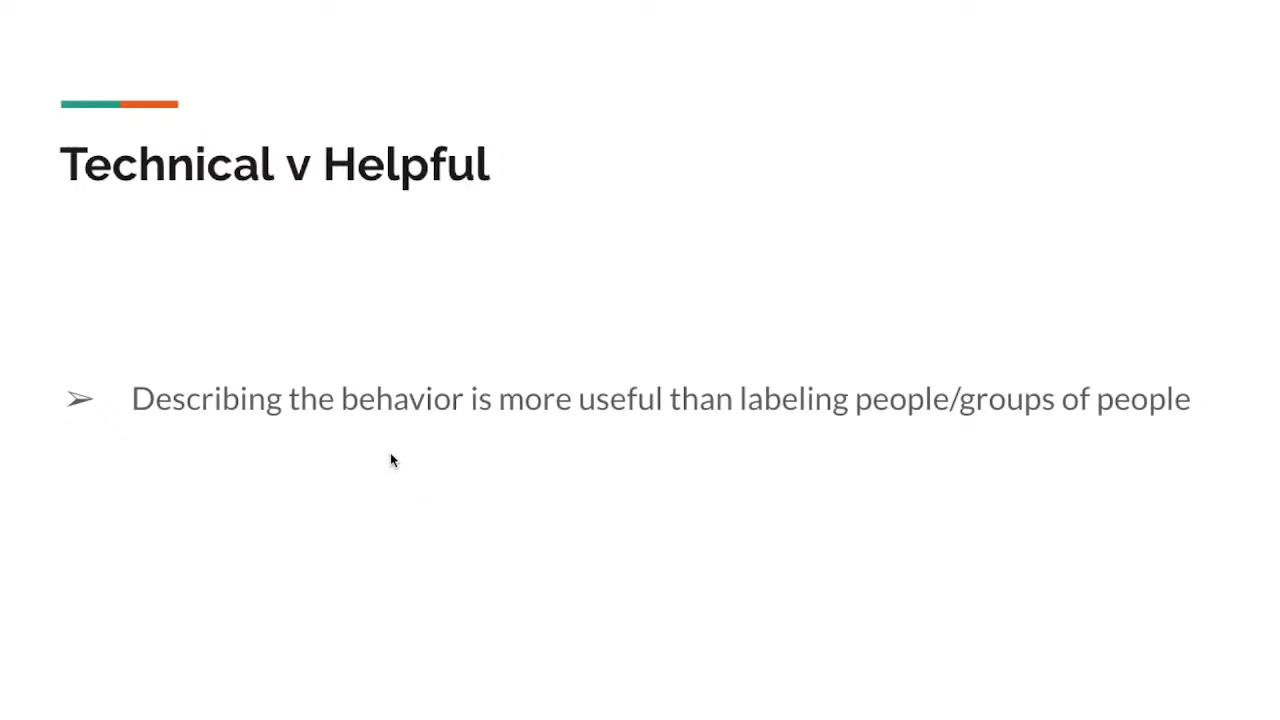 Technical v Helpful
➢ Describing the behavior is more useful than labeling people/groups of people